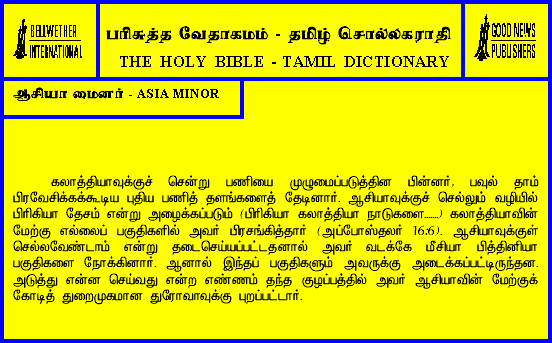 BELLWETHER
INTERNATIONAL
பரிசுத்த வேதாகமம் - தமிழ் சொல்லகராதி
THE HOLY BIBLE - TAMIL DICTIONARY
GOOD NEWS
PUBLISHERS
ஆசியா மைனர் - ASIA MINOR
கலாத்தியாவுக்குச் சென்று பணியை முழுமைப்படுத்தின பின்னர், பவுல் தாம்
பிரவேசிக்கக்கூடிய புதிய பணித் தளங்களைத் தேடினார். ஆசியாவுக்குச் செல்லும் வழியில்
பிரிகியா தேசம் என்று அழைக்கப்படும் (பிரிகியா கலாத்தியா நாடுகளை.......) கலாத்தியாவின்
மேற்கு எல்லைப் பகுதிகளில் அவர் பிரசங்கித்தார் (அப்போஸ்தலர் 16:6). ஆசியாவுக்குள்
செல்லவேண்டாம் என்று தடைசெய்யப்பட்டதனால் அவர் வடக்கே மீசியா பித்தினியா
பகுதிகளை நோக்கினார். ஆனால் இந்தப் பகுதிகளும் அவருக்கு அடைக்கப்பட்டிருந்தன.
அடுத்து என்ன செய்வது என்ற எண்ணம் தந்த குழப்பத்தில் அவர் ஆசியாவின் மேற்குக்
கோடித் துறைமுகமான துரோவாவுக்கு புறப்பட்டார்.